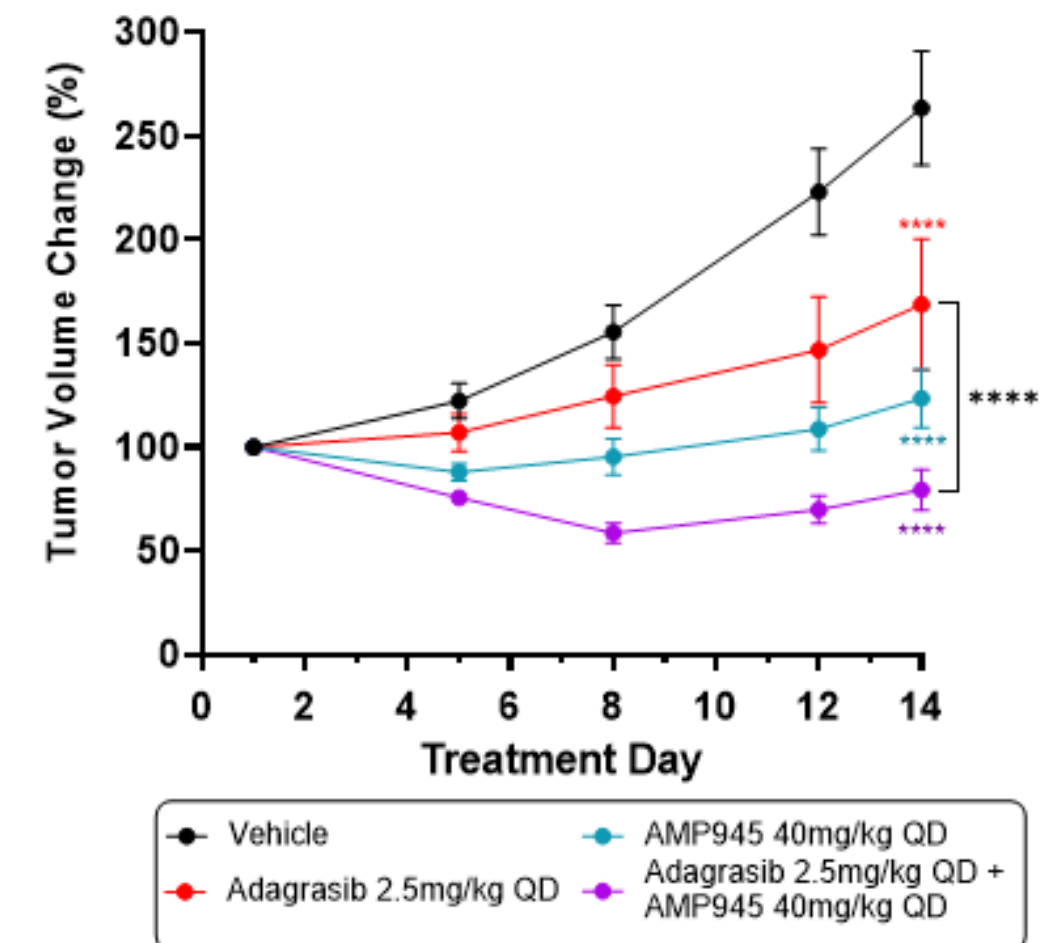 Tumor Volume Change (%)
300
250
200
150
100
50
0
****
****
****
****
0 2 4 6 8 10 12 14
Treatment Day
Vehicle
Adagrasib 2.5mg/kg QD
AMP945 40mg/kg QD
Adagrasib 2.5mg/kg QD +
AMP945 40mg/kg QD